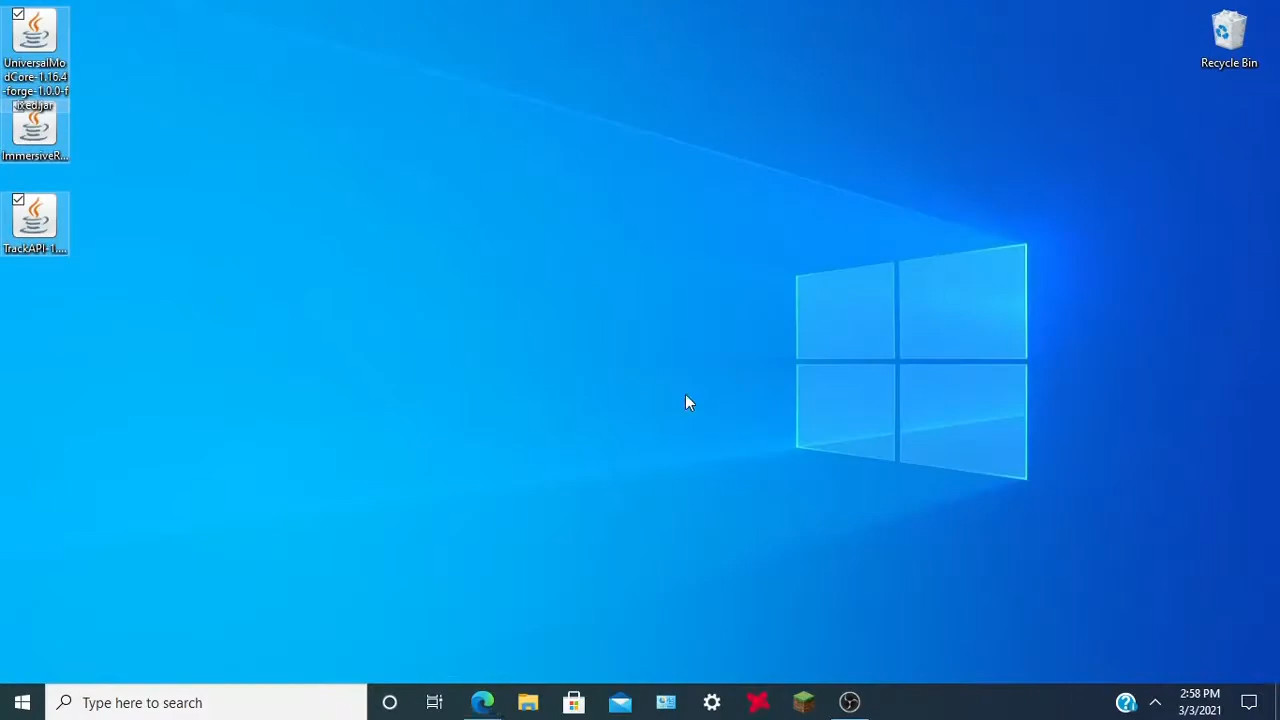 UniversalMo
dCore-1.16.4
-forge-1.0.0-f
ixed.jar
ImmersiveR...
TrackAPI-1....
Recycle Bin
Type here to search
2:58 PM
3/3/2021